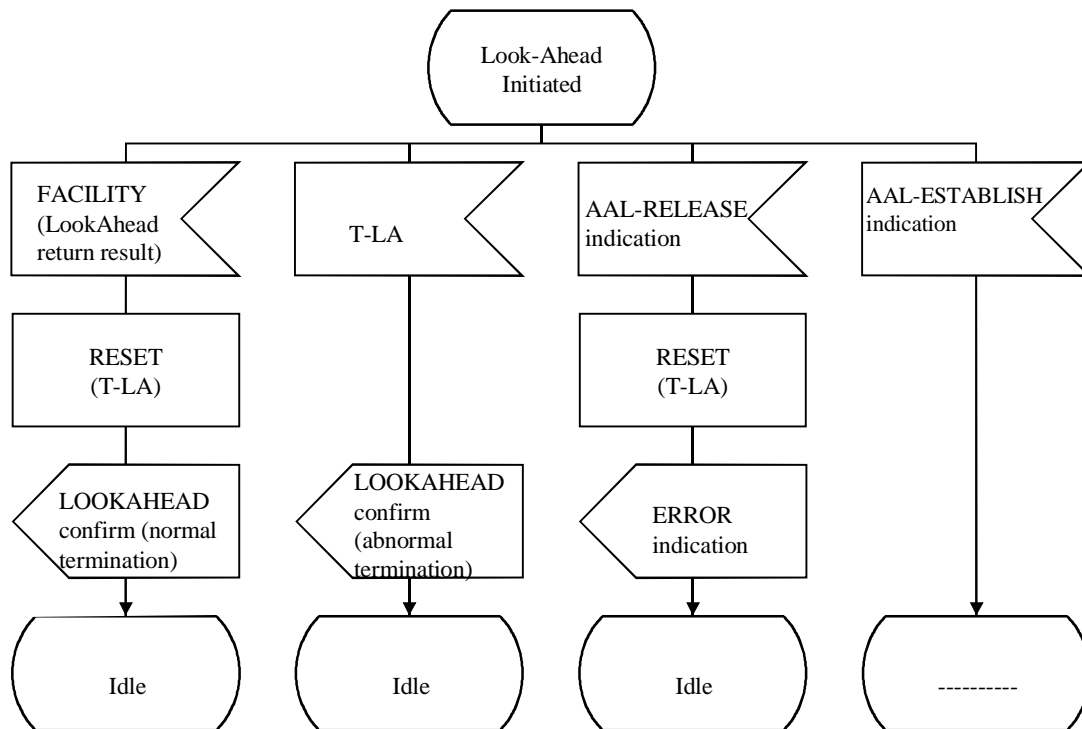 Look-Ahead
Initiated
FACILITY
(LookAhead
return result)
T-LA
AAL-RELEASE
indication
AAL-ESTABLISH
indication
RESET
(T-LA)
RESET
(T-LA)
LOOKAHEAD
confirm (normal
termination)
LOOKAHEAD
confirm
(abnormal
termination)
ERROR
indication
Idle
Idle
Idle
----------